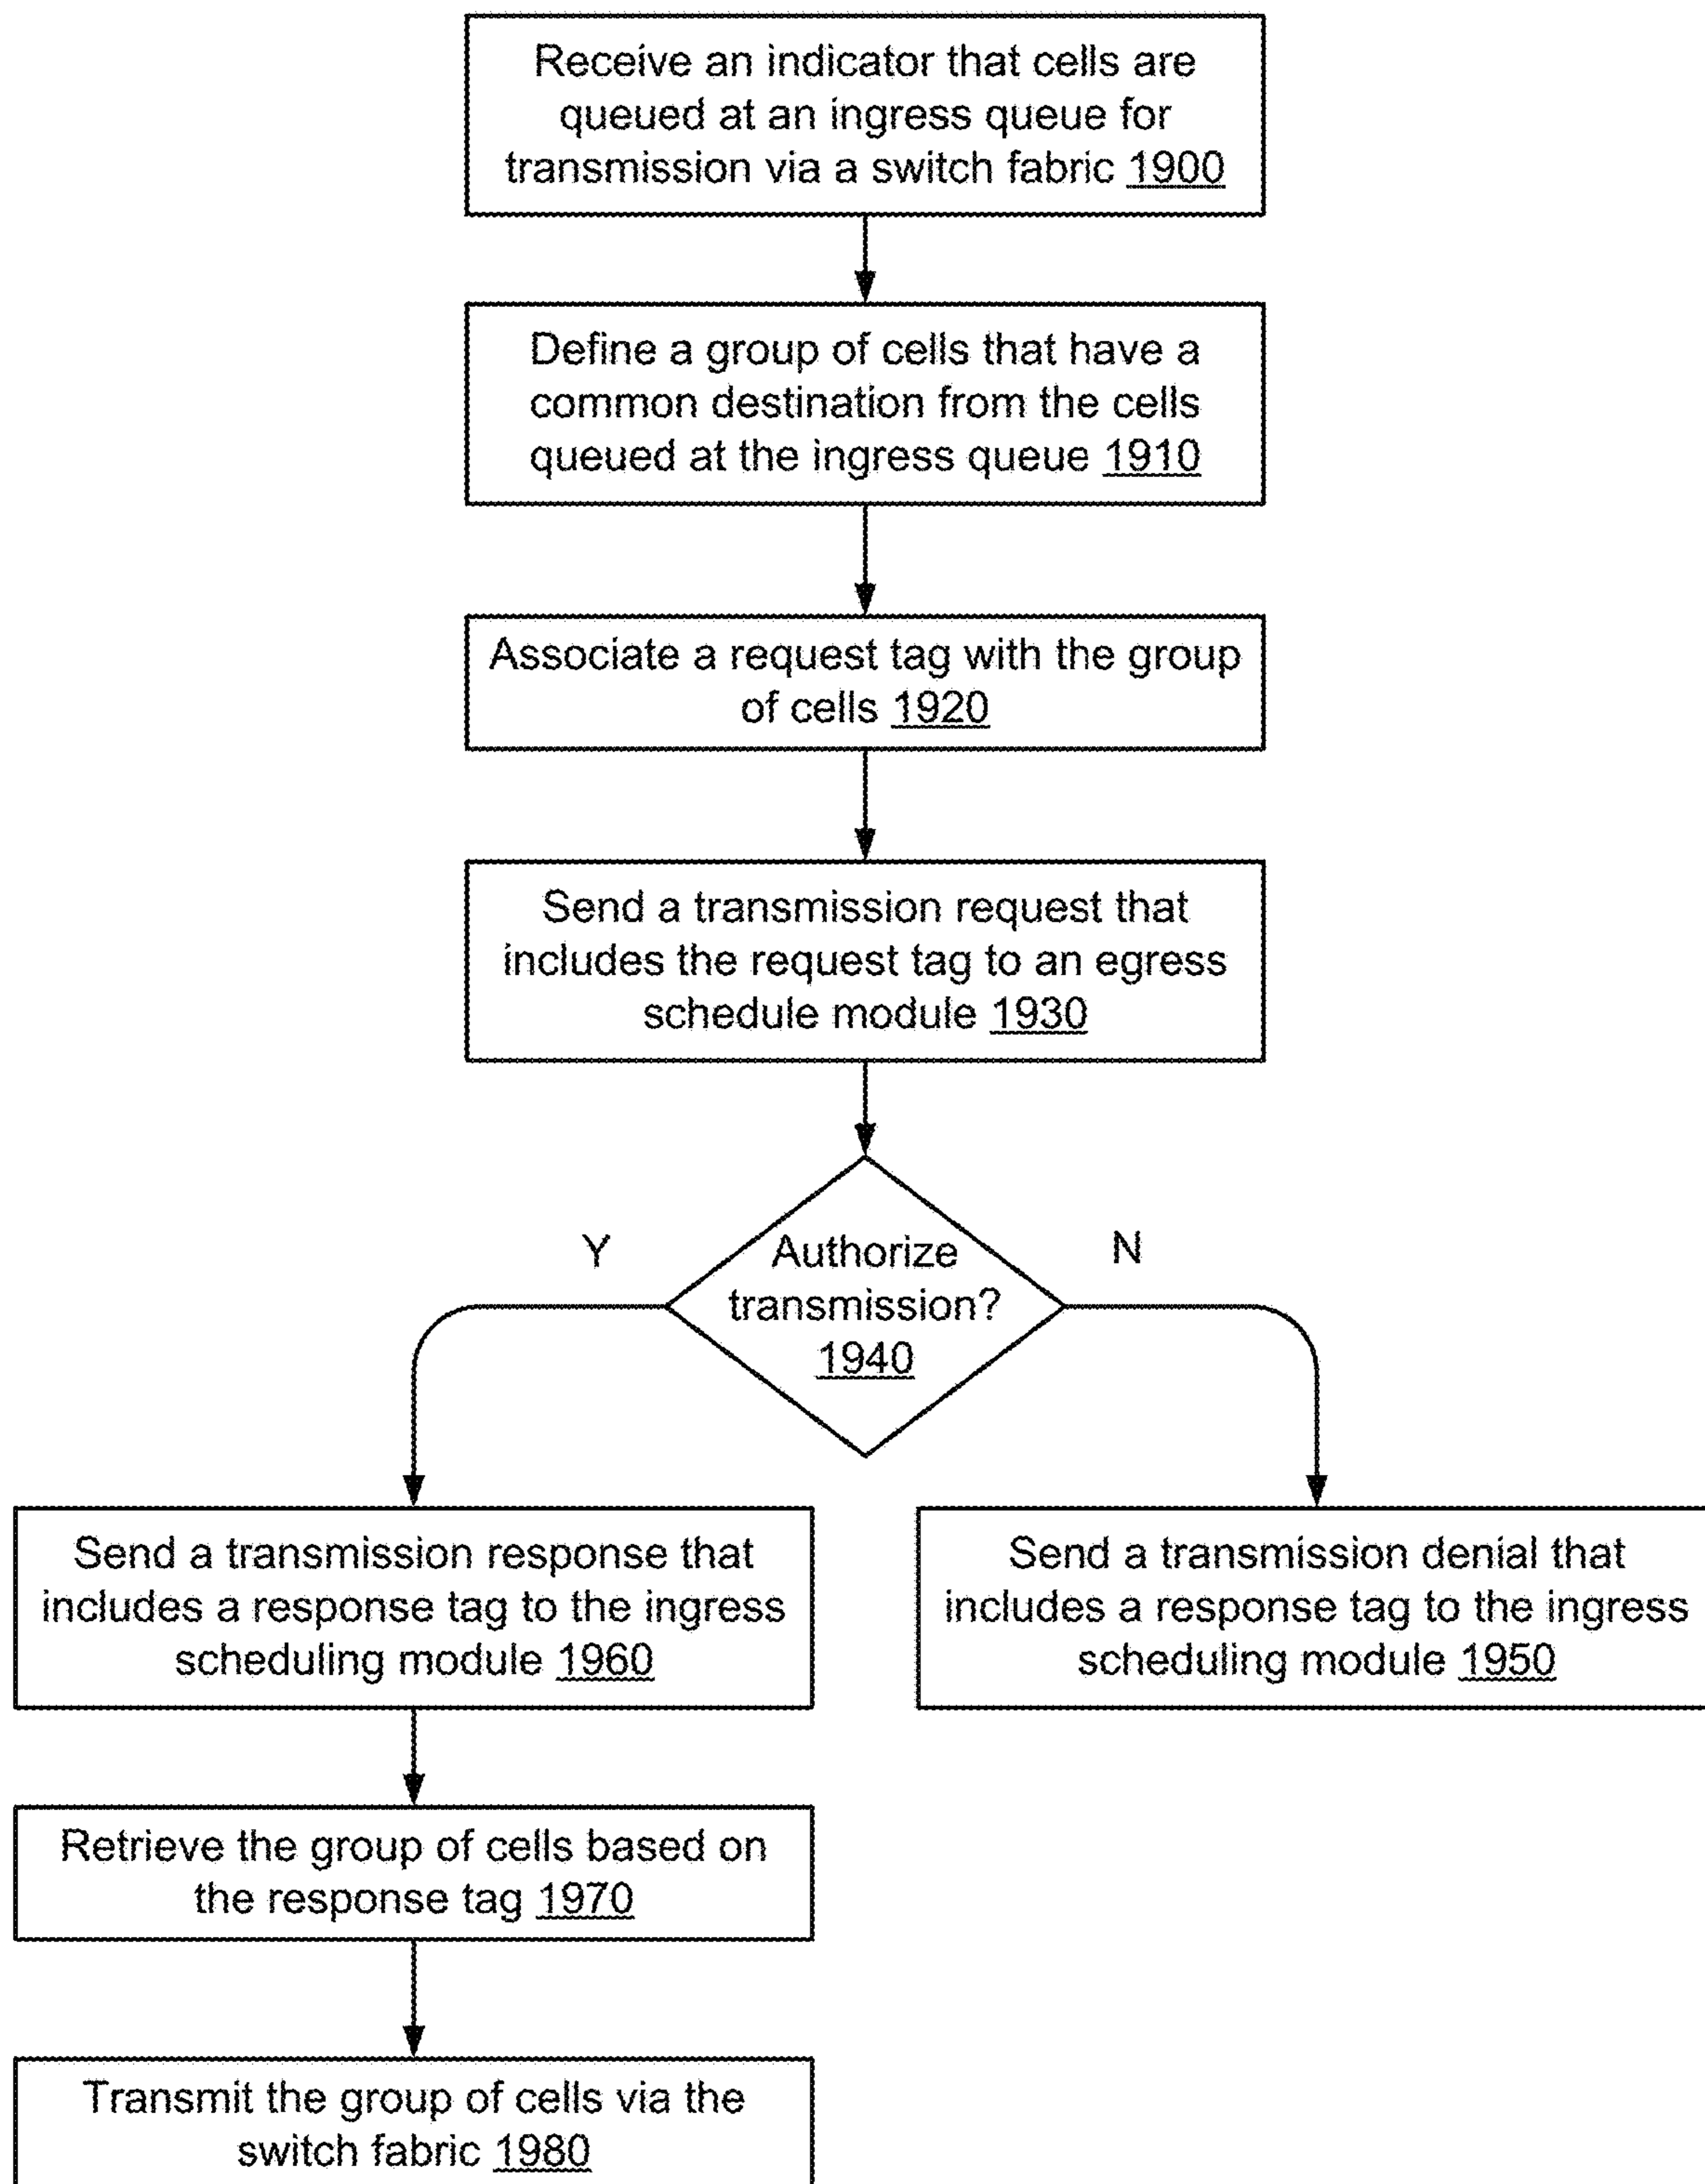 Receive an indicator that cells are
queued at an ingress queue for
transmission via a switch fabric 1900
Define a group of cells that have a
common destination from the cells
queued at the ingress queue 1910
Associate a request tag with the group
of cells 1920
Send a transmission request that
includes the request tag to an egress
schedule module 1930
Y
N
Authorize
transmission?
1940
Send a transmission response that
includes a response tag to the ingress
scheduling module 1960
Send a transmission denial that
includes a response tag to the ingress
scheduling module 1950
Retrieve the group of cells based on
the response tag 1970
Transmit the group of cells via the
switch fabric 1980